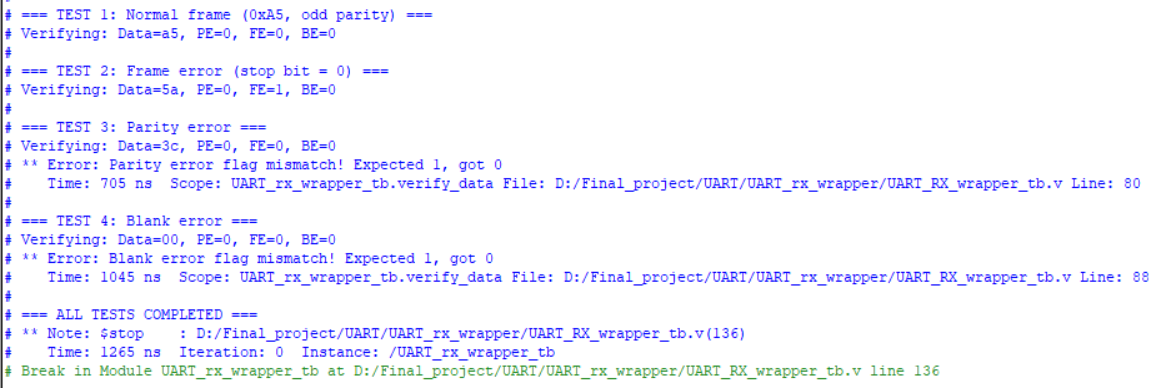 # === TEST 1: Normal frame (0xA5, odd parity) ===
# Verifying: Data=a5, PE=0, FE=0, BE=0
#
# === TEST 2: Frame error (stop bit = 0) ===
# Verifying: Data=5a, PE=0, FE=1, BE=0
#
# === TEST 3: Parity error ===
# Verifying: Data=3c, PE=0, FE=0, BE=0
# ** Error: Parity error flag mismatch! Expected 1, got 0
#    Time: 705 ns  Scope: UART_rx_wrapper_tb.verify_data File: D:/Final_project/UART/UART_rx_wrapper/UART_RX_wrapper_tb.v Line: 80
#
# === TEST 4: Blank error ===
# Verifying: Data=00, PE=0, FE=0, BE=0
# ** Error: Blank error flag mismatch! Expected 1, got 0
#    Time: 1045 ns  Scope: UART_rx_wrapper_tb.verify_data File: D:/Final_project/UART/UART_rx_wrapper/UART_RX_wrapper_tb.v Line: 88
#
# === ALL TESTS COMPLETED ===
# ** Note: $stop    : D:/Final_project/UART/UART_rx_wrapper/UART_RX_wrapper_tb.v(136)
#    Time: 1265 ns  Iteration: 0  Instance: /UART_rx_wrapper_tb
# Break in Module UART_rx_wrapper_tb at D:/Final_project/UART/UART_rx_wrapper/UART_RX_wrapper_tb.v line 136